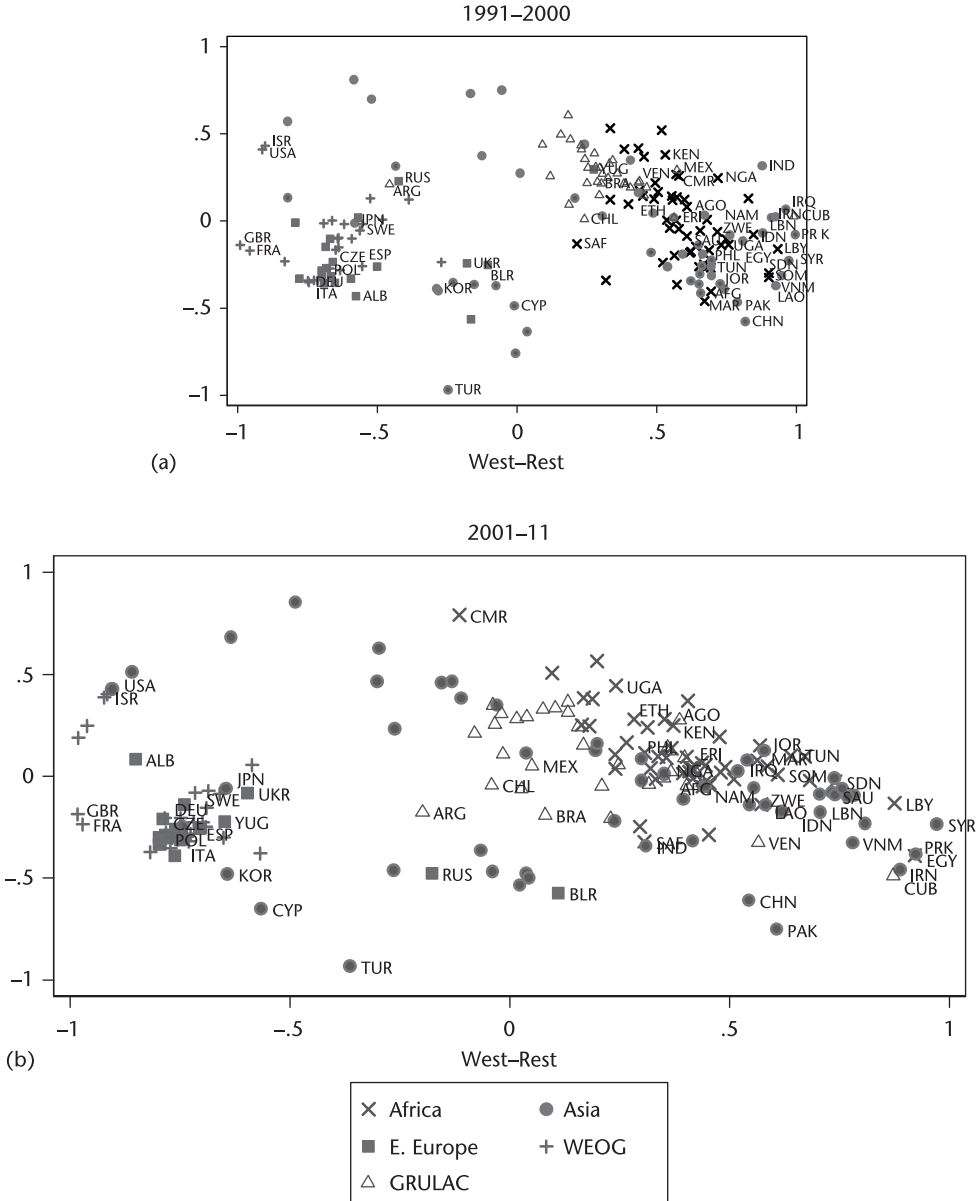 1991–2000
1
.5
0
−.5
−1
ISR
USA
RUS
ARG
JPN
SWE
GBR
FRA
CZE
ESP
POL
DEU
ITA
ALB
KOR
UKR
BLR
CYP
TUR
KEN
YUG
VEN
MEX
CMR
NGA
IND
BRA
CHL
ETH
AGO
ERI
NAM
ZWE
IRQ
IRN
CUB
LBN
PRK
SAF
SAU
UGA
IDN
PHL
EGY
LBY
SYR
TUN
SDN
JOR
SOM
VNM
LAO
AFG
MAR
PAK
CHN
−1
−.5
0
.5
1
(a)
West–Rest
2001–11
1
.5
0
−.5
−1
CMR
USA
ISR
UGA
ETH
AGO
KEN
ALB
MEX
PHL
ERI
JOR
MAR
TUN
JPN
SWE
UKR
CHL
NGA
IRQ
SOM
SDN
AFG
NAM
ZWE
SAU
GBR
FRA
DEU
YUG
ARG
BRA
LAO
LBN
LBY
CZE
ESP
IDN
SYR
POL
ITA
SAF
IND
VEN
VNM
PRK
EGY
KOR
RUS
IRN
CUB
CYP
BLR
CHN
PAK
TUR
−1
−.5
0
.5
1
(b)
West–Rest
Africa
Asia
E. Europe
WEOG
GRULAC